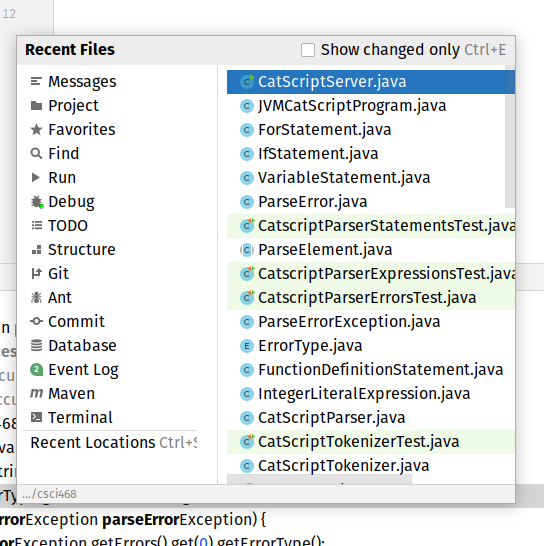 12
Recent Files
Show changed only Ctrl+E
Messages
Project
Favorites
Find
Run
Debug
TODO
Structure
Git
Ant
Commit
Database
2 Event Log
m Maven
Terminal
Recent Locations Ctrl+S
C CatScriptServer.java
C JVMCatScriptProgram.java
C ForStatement.java
C IfStatement.java
C VariableStatement.java
C ParseError.java
C CatscriptParserStatementsTest.java
C ParseElement.java
C CatscriptParserExpressionsTest.java
C CatscriptParserErrorsTest.java
C ParseErrorException.java
E ErrorType.java
C FunctionDefinitionStatement.java
C IntegerLiteralExpression.java
C CatScriptParser.java
C CatScriptTokenizerTest.java
C CatScriptTokenizer.java
.../csci468
rrorException parseErrorException) {
orException.getErrors().get(0).getErrorType();